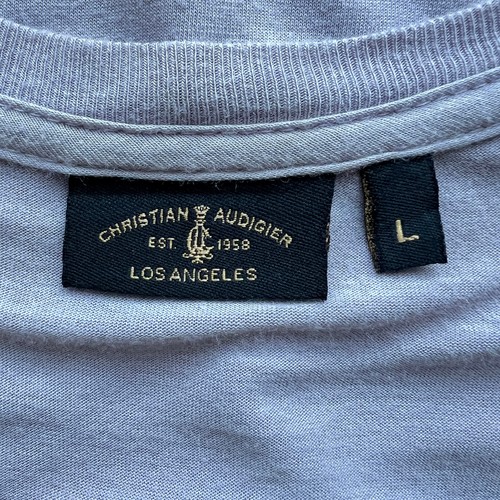 CHRISTIAN AUDIGIER
EST. 1958
LOS ANGELES
L